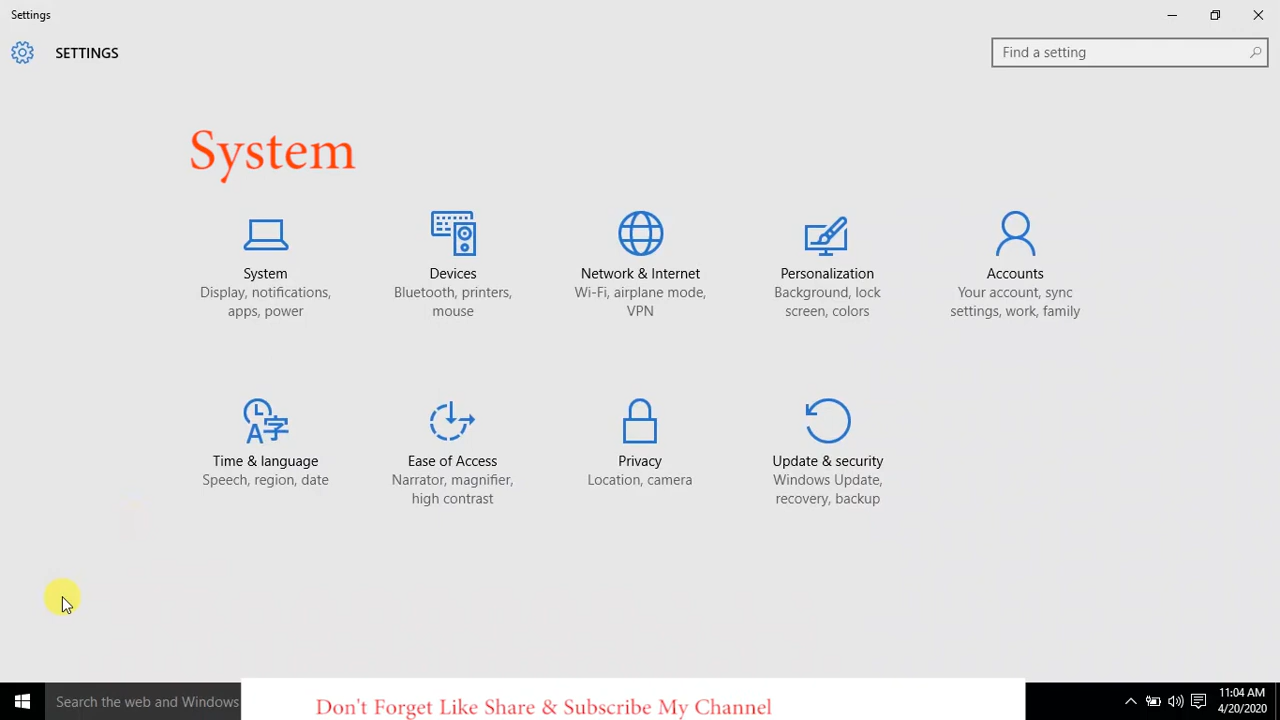 Settings
SETTINGS
Find a setting
System
System
Display, notifications,
apps, power
Devices
Bluetooth, printers,
mouse
Network & Internet
Wi-Fi, airplane mode,
VPN
Personalization
Background, lock
screen, colors
Accounts
Your account, sync
settings, work, family
Time & language
Speech, region, date
Ease of Access
Narrator, magnifier,
high contrast
Privacy
Location, camera
Update & security
Windows Update,
recovery, backup
Search the web and Windows
Don't Forget Like Share & Subscribe My Channel
11:04 AM
4/20/2020